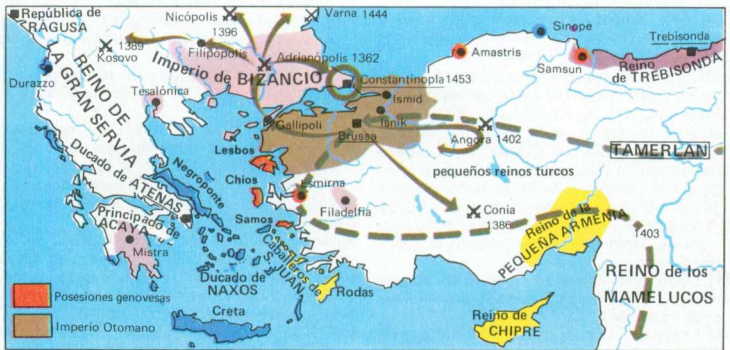 República de
RAGUSA
Nicópolis
1396
Varna 1444
Sinope
1389
Kosovo
Filipópolis
Adrianópolis 1362
Amastris
Trebisonda
Samsun
Reino
de TREBISONDA
Durazzo
REINO DE
A GRAN SERVIA
Imperio de BIZANCIO
Constantinopla 1453
Tesalónica
Ismid
Isnik
Gallipoli
Brussa
Angora 1402
TAMERLAN
Lesbos
pequeños reinos turcos
Ducado de ATENAS
Negroponte
Chios
Esmirna
Filadelfia
Conia
1386
Reino de la
PEQUEÑA ARMENIA
1403
Principado de
ACAYA
Samos
Mistra
Caballeros de
S. JUAN
REINO de los
MAMELUCOS
Ducado de
NAXOS
Rodas
Posesiones genovesas
Creta
Reino de
CHIPRE
Imperio Otomano